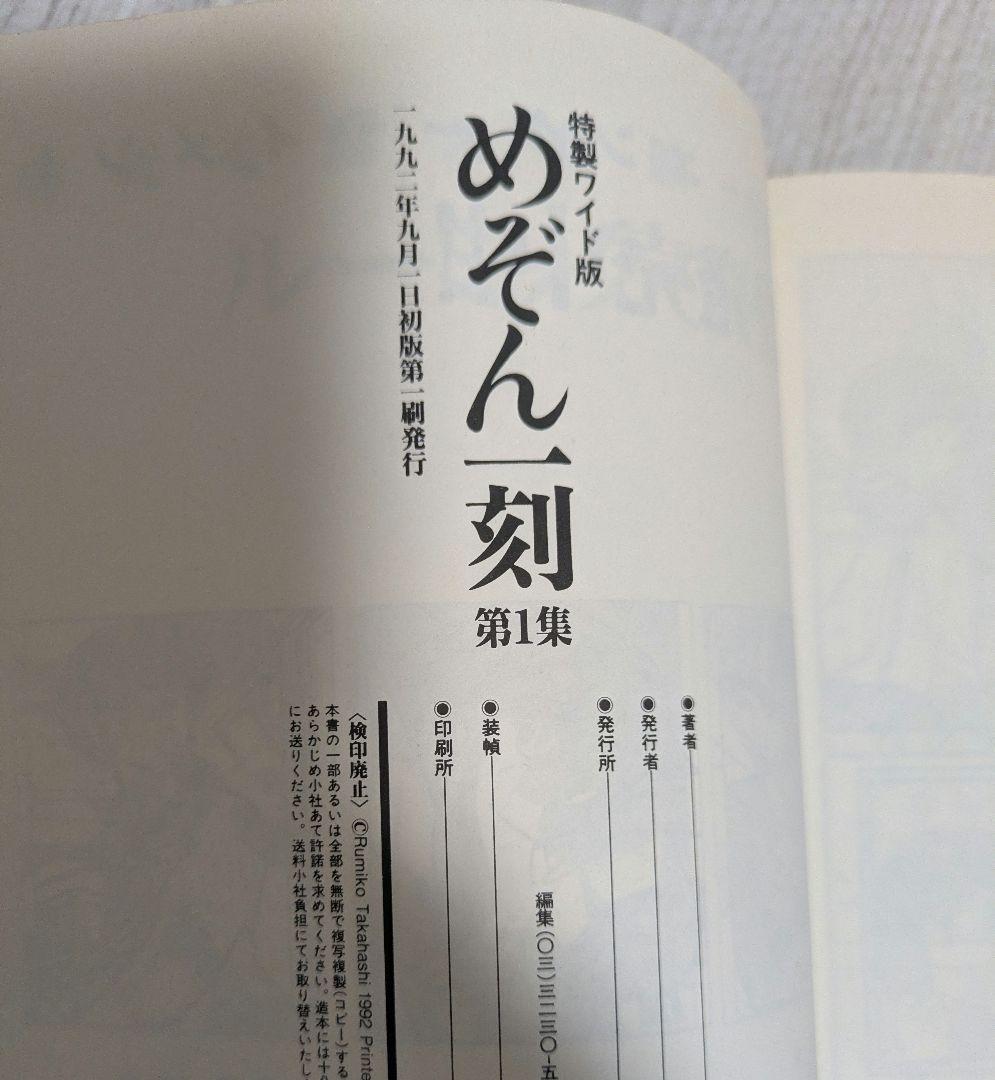 特製ワイド版
めぞん一刻 第1集
一九九二年九月一日初版第一刷発行
●著者
●発行者
●発行所
編集(〇三)三二三〇-五
●装幀
●印刷所
〈検印廃止〉 ©Rumiko Takahashi 1992 Printe
本書の一部あるいは全部を無断で複写複製(コピー)する
あらかじめ小社あて許諾を求めてください。造本には十分
にお送りください。送料小社負担にてお取り替えいたし